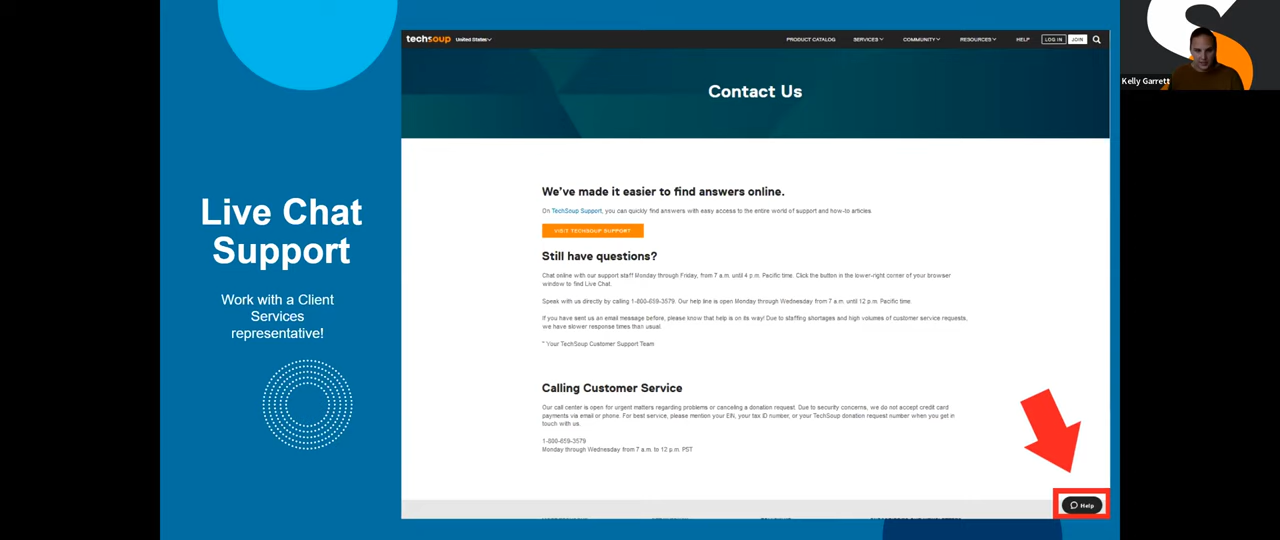 techsoup United States
PRODUCT CATALOG SERVICES COMMUNITY RESOURCES HELP LOG IN JOIN
Kelly Garrett
Contact Us
Live Chat
Support
Work with a Client
Services
representative!
We've made it easier to find answers online.
On TechSoup Support, you can quickly find answers with easy access to the entire world of support and how-to articles.
VISIT TECHSOUP SUPPORT
Still have questions?
Chat online with our support staff Monday through Friday, from 7 a.m. until 4 p.m. Pacific time. Click the button in the lower-right corner of your browser
window to find Live Chat.
Speak with us directly by calling 1-800-659-3579. Our help line is open Monday through Wednesday from 7 a.m. until 12 p.m. Pacific time.
If you have sent us an email message before, please know that help is on its way! Due to staffing shortages and high volumes of customer service requests,
we have slower response times than usual.
~ Your TechSoup Customer Support Team
Calling Customer Service
Our call center is open for urgent matters regarding problems or canceling a donation request. Due to security concerns, we do not accept credit card
payments via email or phone. For best service, please mention your EIN, your tax ID number, or your TechSoup donation request number when you get in
touch with us.
1-800-659-3579
Monday through Wednesday from 7 a.m. to 12 p.m. PST
Help